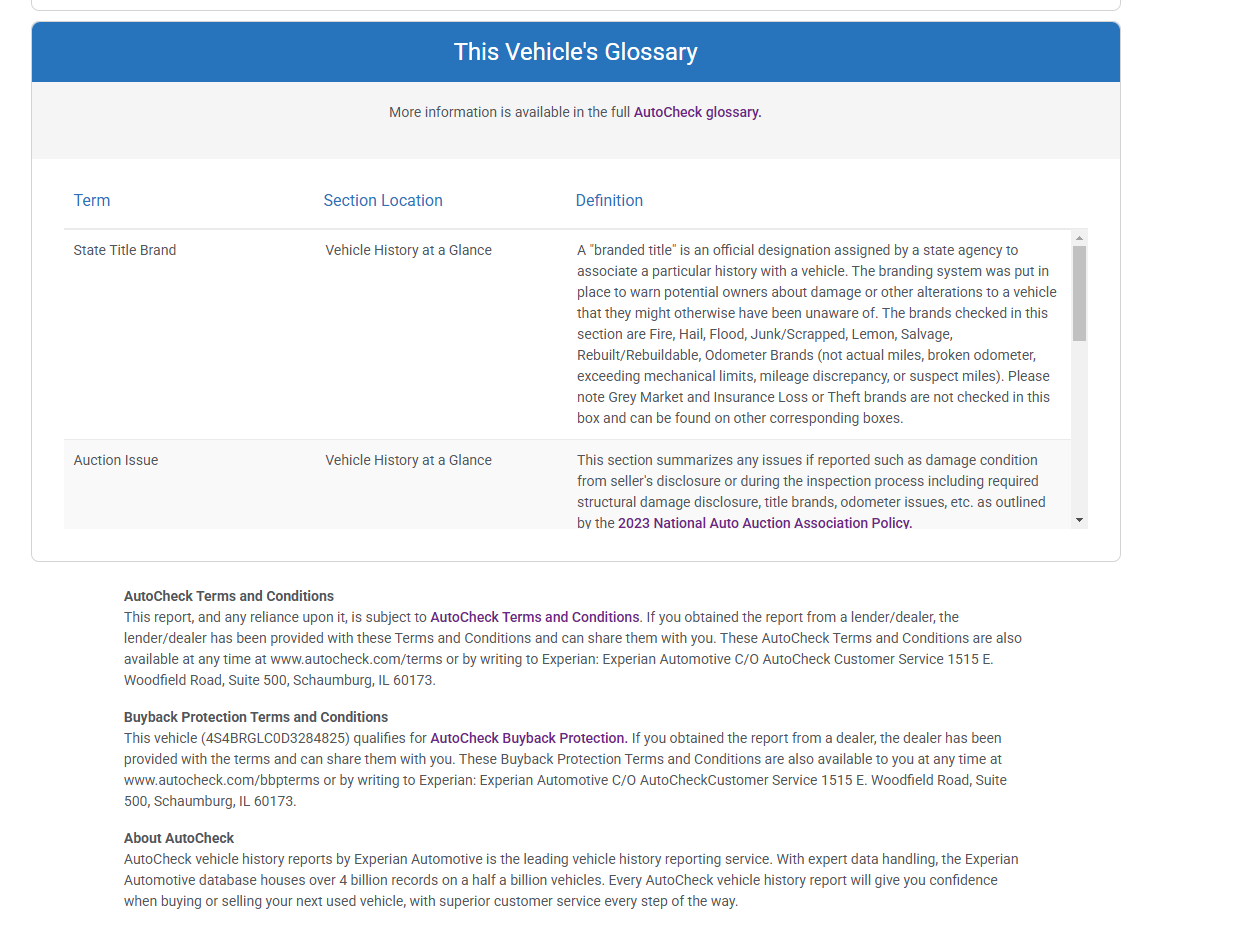 This Vehicle's Glossary
More information is available in the full AutoCheck glossary.
Term
Section Location
Definition
State Title Brand
Vehicle History at a Glance
A "branded title" is an official designation assigned by a state agency to
associate a particular history with a vehicle. The branding system was put in
place to warn potential owners about damage or other alterations to a vehicle
that they might otherwise have been unaware of. The brands checked in this
section are Fire, Hail, Flood, Junk/Scrapped, Lemon, Salvage,
Rebuilt/Rebuildable, Odometer Brands (not actual miles, broken odometer,
exceeding mechanical limits, mileage discrepancy, or suspect miles). Please
note Grey Market and Insurance Loss or Theft brands are not checked in this
box and can be found on other corresponding boxes.
Auction Issue
Vehicle History at a Glance
This section summarizes any issues if reported such as damage condition
from seller's disclosure or during the inspection process including required
structural damage disclosure, title brands, odometer issues, etc. as outlined
by the 2023 National Auto Auction Association Policy.
AutoCheck Terms and Conditions
This report, and any reliance upon it, is subject to AutoCheck Terms and Conditions. If you obtained the report from a lender/dealer, the
lender/dealer has been provided with these Terms and Conditions and can share them with you. These AutoCheck Terms and Conditions are also
available at any time at www.autocheck.com/terms or by writing to Experian: Experian Automotive C/O AutoCheck Customer Service 1515 E.
Woodfield Road, Suite 500, Schaumburg, IL 60173.
Buyback Protection Terms and Conditions
This vehicle (4S4BRGLC0D3284825) qualifies for AutoCheck Buyback Protection. If you obtained the report from a dealer, the dealer has been
provided with the terms and can share them with you. These Buyback Protection Terms and Conditions are also available to you at any time at
www.autocheck.com/bbpterms or by writing to Experian: Experian Automotive C/O AutoCheckCustomer Service 1515 E. Woodfield Road, Suite
500, Schaumburg, IL 60173.
About AutoCheck
AutoCheck vehicle history reports by Experian Automotive is the leading vehicle history reporting service. With expert data handling, the Experian
Automotive database houses over 4 billion records on a half a billion vehicles. Every AutoCheck vehicle history report will give you confidence
when buying or selling your next used vehicle, with superior customer service every step of the way.